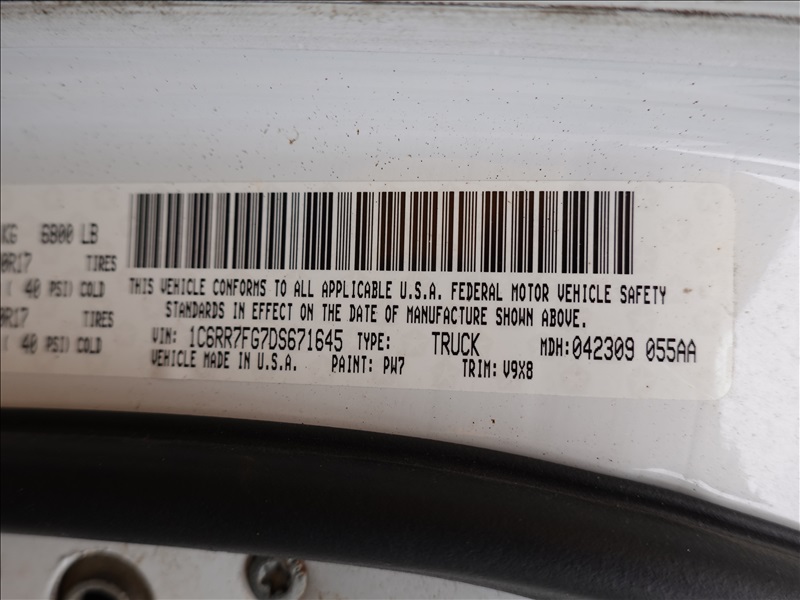 KG 6800 LB
0R17 TIRES
( 40 PSI) COLD
0R17 TIRES
( 40 PSI) COLD
THIS VEHICLE CONFORMS TO ALL APPLICABLE U.S.A. FEDERAL MOTOR VEHICLE SAFETY
STANDARDS IN EFFECT ON THE DATE OF MANUFACTURE SHOWN ABOVE.
VIN: 1C6RR7FG7DS671645 TYPE: TRUCK MDH:042309 055AA
VEHICLE MADE IN U.S.A. PAINT: PW7 TRIM: V9X8